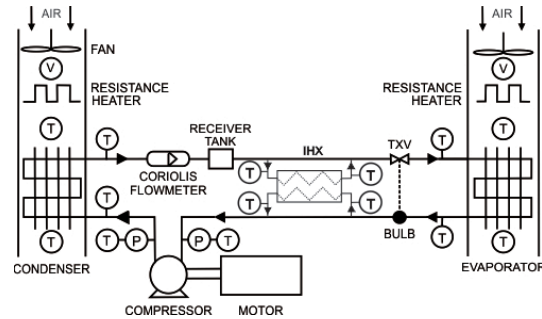 AIR
AIR
FAN
V
V
RESISTANCE
HEATER
RESISTANCE
HEATER
T
T
T
RECEIVER
TANK
IHX
TXV
T
CORIOLIS
FLOWMETER
T
T
T
T
T
T
T
P
P
T
BULB
T
T
T
CONDENSER
EVAPORATOR
COMPRESSOR
MOTOR